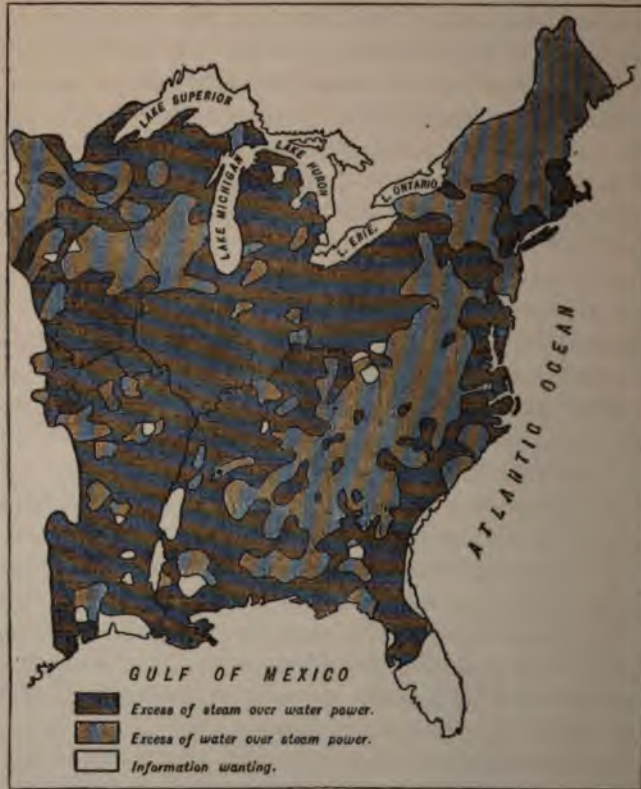 LAKE SUPERIOR
LAKE MICHIGAN
LAKE HURON
L. ONTARIO
L. ERIE.
ATLANTIC OCEAN
GULF OF MEXICO
Excess of steam over water power.
Excess of water over steam power.
Information wanting.